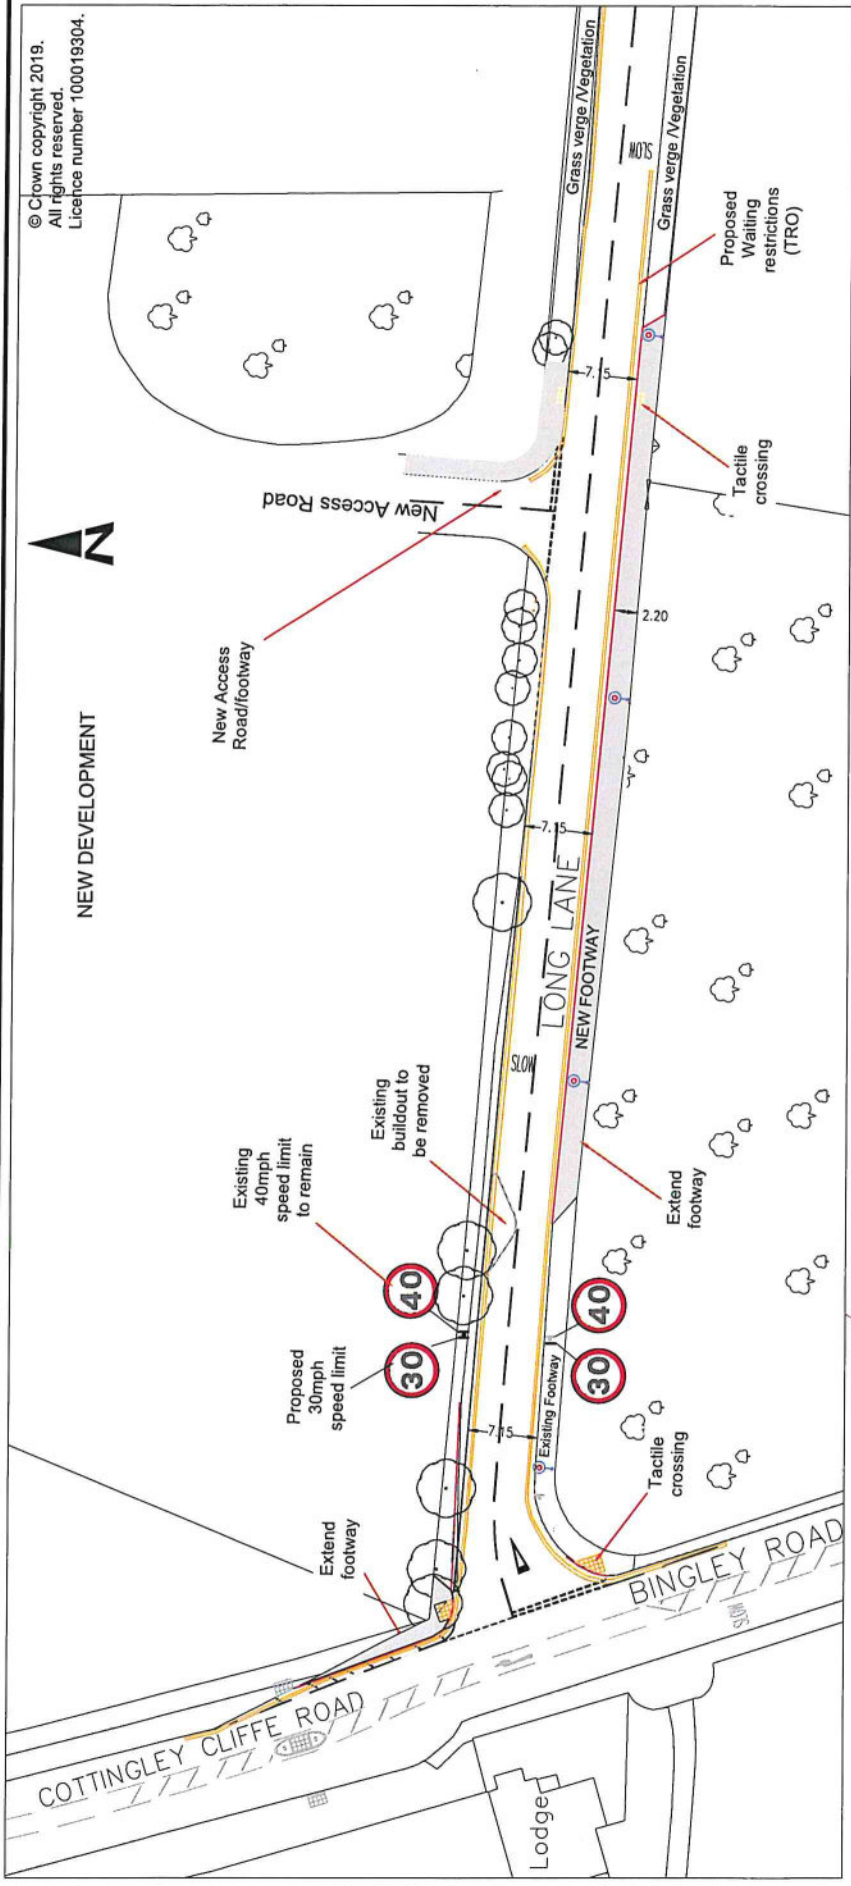 © Crown copyright 2019.
All rights reserved.
Licence number 100019304.
N
NEW DEVELOPMENT
New Access
Road/footway
New Access Road
Grass verge /Vegetation
SLOW
Grass verge /Vegetation
Proposed
Waiting
restrictions
(TRO)
Tactile
crossing
7.15
2.20
7.15
LONG LANE
NEW FOOTWAY
SLOW
Existing
buildout to
be removed
Existing
40mph
speed limit
to remain
40
30
Proposed
30mph
speed limit
40
30
Extend
footway
7.15
Existing Footway
Tactile
crossing
Extend
footway
COTTINGLEY CLIFFE ROAD
BINGLEY ROAD
SLOW
Lodge